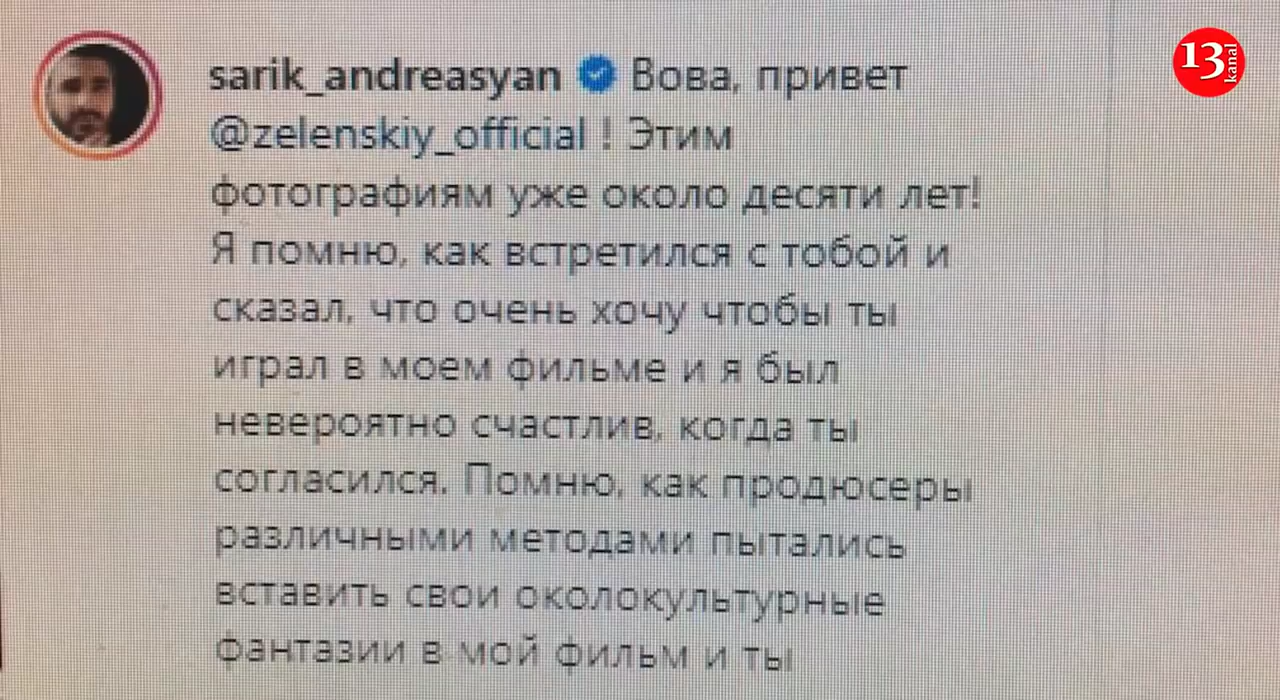 sarik_andreasyan Вова, привет
@zelenskiy_official ! Этим
фотографиям уже около десяти лет!
Я помню, как встретился с тобой и
сказал, что очень хочу чтобы ты
играл в моем фильме и я был
невероятно счастлив, когда ты
согласился. Помню, как продюсеры
различными методами пытались
вставить свои околокультурные
фантазии в мой фильм и ты
13 kanal